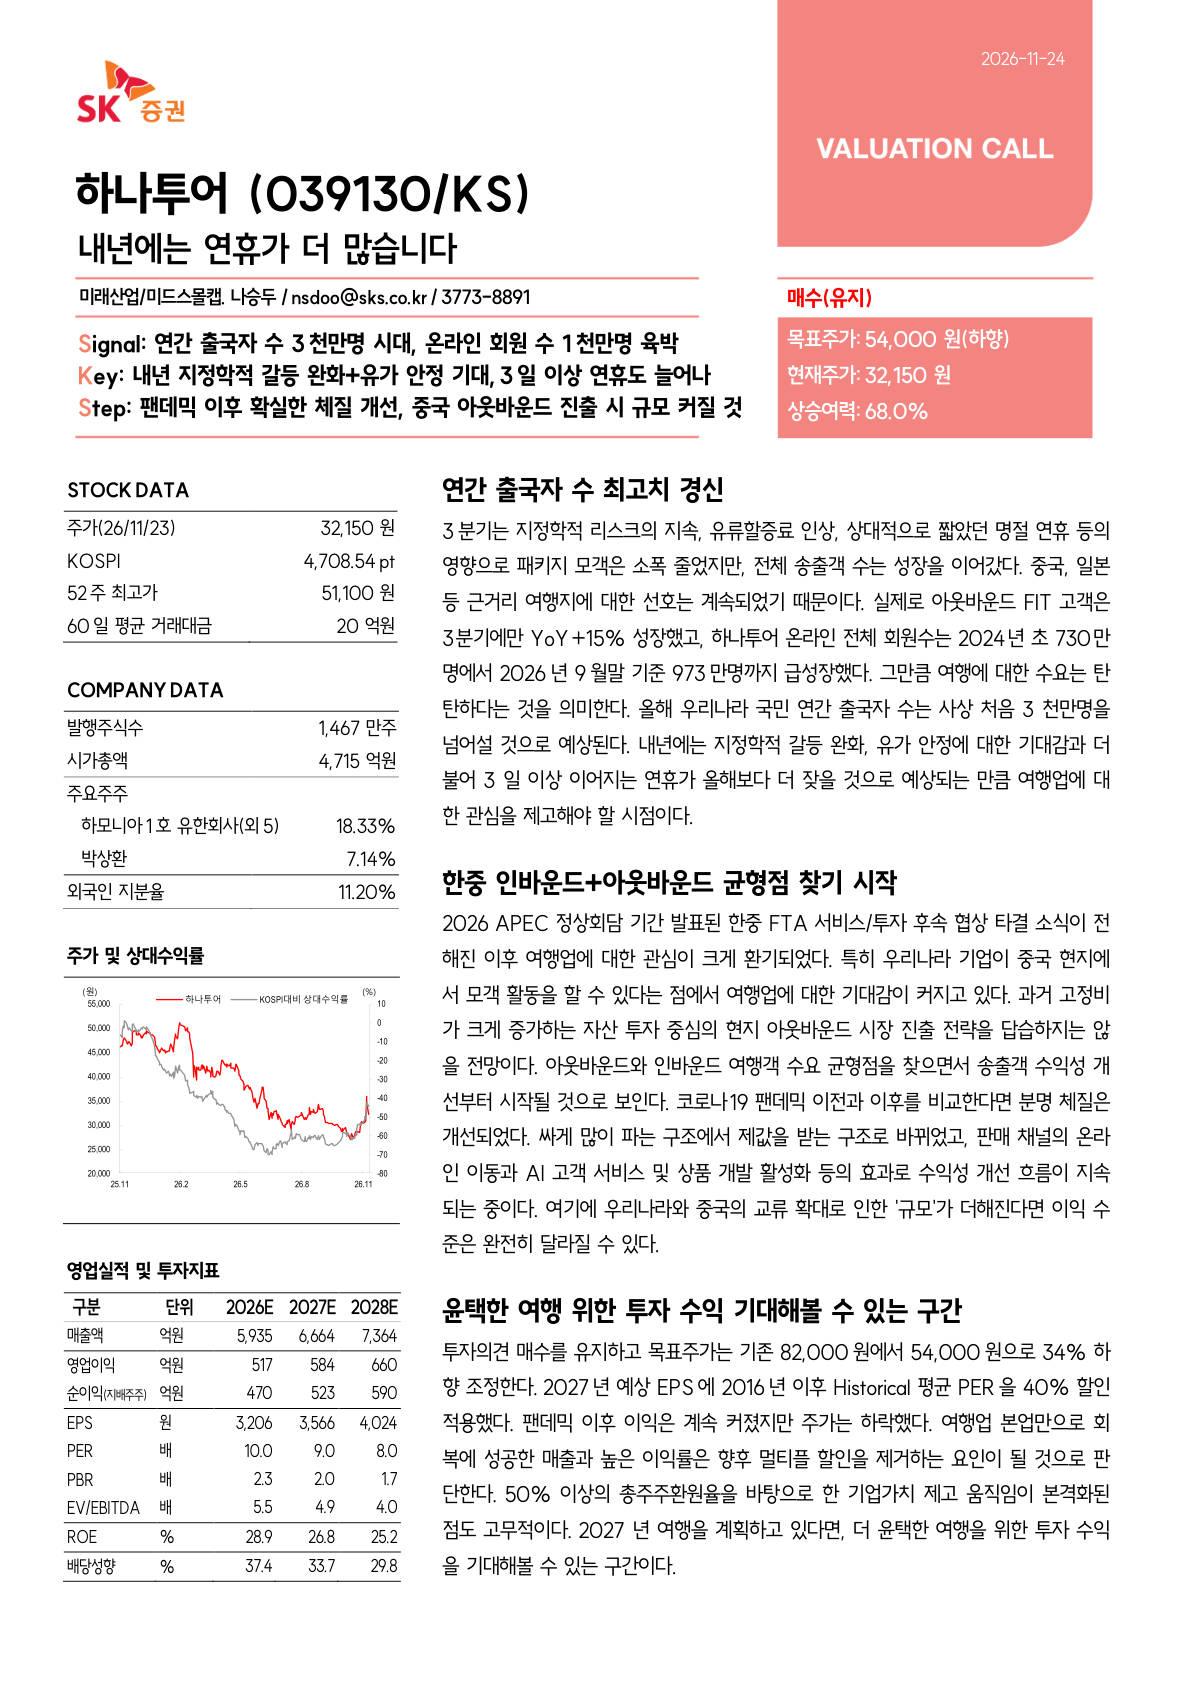 2026-11-24
SK증권
VALUATION CALL
하나투어 (039130/KS)
내년에는 연휴가 더 많습니다
미래산업/미드스몰캡. 나승두 / nsdoo@sks.co.kr / 3773-8891
Signal: 연간 출국자 수 3천만명 시대, 온라인 회원 수 1천만명 육박
Key: 내년 지정학적 갈등 완화+유가 안정 기대, 3일 이상 연휴도 늘어나
Step: 팬데믹 이후 확실한 체질 개선, 중국 아웃바운드 진출 시 규모 커질 것
매수(유지)
목표주가: 54,000 원(하향)
현재주가: 32,150 원
상승여력: 68.0%
STOCK DATA
주가(26/11/23) 32,150 원
KOSPI 4,708.54 pt
52주 최고가 51,100 원
60일 평균 거래대금 20 억원
COMPANY DATA
발행주식수 1,467 만주
시가총액 4,715 억원
주요주주
하모니아1호 유한회사(외5) 18.33%
박상환 7.14%
외국인 지분율 11.20%
주가 및 상대수익률
(원) 하나투어 KOSPI대비 상대수익률 (%)
55,000 10
50,000 0
45,000 -10
40,000 -20
35,000 -30
30,000 -40
25,000 -50
20,000 -60
-70
-80
25.11 26.2 26.5 26.8 26.11
영업실적 및 투자지표
구분 단위 2026E 2027E 2028E
매출액 억원 5,935 6,664 7,364
영업이익 억원 517 584 660
순이익(지배주주) 억원 470 523 590
EPS 원 3,206 3,566 4,024
PER 배 10.0 9.0 8.0
PBR 배 2.3 2.0 1.7
EV/EBITDA 배 5.5 4.9 4.0
ROE % 28.9 26.8 25.2
배당성향 % 37.4 33.7 29.8
연간 출국자 수 최고치 경신
3분기는 지정학적 리스크의 지속, 유류할증료 인상, 상대적으로 짧았던 명절 연휴 등의
영향으로 패키지 모객은 소폭 줄었지만, 전체 송출객 수는 성장을 이어갔다. 중국, 일본
등 근거리 여행지에 대한 선호는 계속되었기 때문이다. 실제로 아웃바운드 FIT 고객은
3분기에만 YoY +15% 성장했고, 하나투어 온라인 전체 회원수는 2024년 초 730만
명에서 2026년 9월말 기준 973만명까지 급성장했다. 그만큼 여행에 대한 수요는 탄
탄하다는 것을 의미한다. 올해 우리나라 국민 연간 출국자 수는 사상 처음 3 천만명을
넘어설 것으로 예상된다. 내년에는 지정학적 갈등 완화, 유가 안정에 대한 기대감과 더
불어 3 일 이상 이어지는 연휴가 올해보다 더 잦을 것으로 예상되는 만큼 여행업에 대
한 관심을 제고해야 할 시점이다.
한중 인바운드+아웃바운드 균형점 찾기 시작
2026 APEC 정상회담 기간 발표된 한중 FTA 서비스/투자 후속 협상 타결 소식이 전
해진 이후 여행업에 대한 관심이 크게 환기되었다. 특히 우리나라 기업이 중국 현지에
서 모객 활동을 할 수 있다는 점에서 여행업에 대한 기대감이 커지고 있다. 과거 고정비
가 크게 증가하는 자산 투자 중심의 현지 아웃바운드 시장 진출 전략을 답습하지는 않
을 전망이다. 아웃바운드와 인바운드 여행객 수요 균형점을 찾으면서 송출객 수익성 개
선부터 시작될 것으로 보인다. 코로나19 팬데믹 이전과 이후를 비교한다면 분명 체질은
개선되었다. 싸게 많이 파는 구조에서 제값을 받는 구조로 바뀌었고, 판매 채널의 온라
인 이동과 AI 고객 서비스 및 상품 개발 활성화 등의 효과로 수익성 개선 흐름이 지속
되는 중이다. 여기에 우리나라와 중국의 교류 확대로 인한 '규모'가 더해진다면 이익 수
준은 완전히 달라질 수 있다.
윤택한 여행 위한 투자 수익 기대해볼 수 있는 구간
투자의견 매수를 유지하고 목표주가는 기존 82,000원에서 54,000원으로 34% 하
향 조정한다. 2027년 예상 EPS에 2016년 이후 Historical 평균 PER을 40% 할인
적용했다. 팬데믹 이후 이익은 계속 커졌지만 주가는 하락했다. 여행업 본업만으로 회
복에 성공한 매출과 높은 이익률은 향후 멀티플 할인을 제거하는 요인이 될 것으로 판
단한다. 50% 이상의 총주주환원율을 바탕으로 한 기업가치 제고 움직임이 본격화된
점도 고무적이다. 2027 년 여행을 계획하고 있다면, 더 윤택한 여행을 위한 투자 수익
을 기대해볼 수 있는 구간이다.